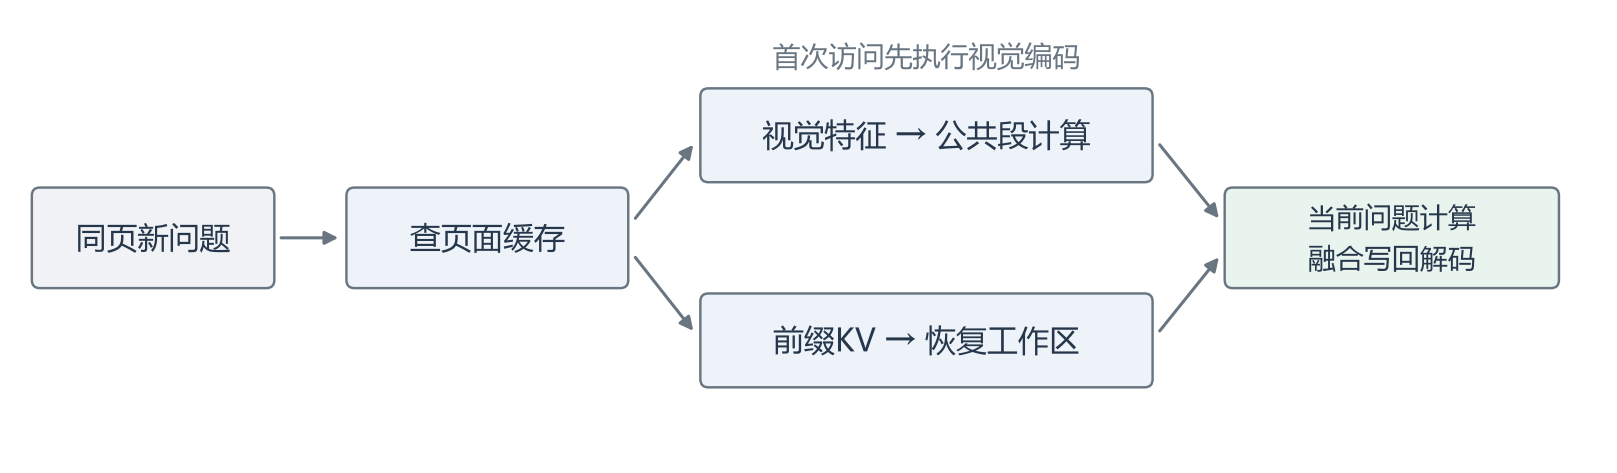 首次访问先执行视觉编码
视觉特征 → 公共段计算
同页新问题
查页面缓存
当前问题计算
融合写回解码
前缀KV → 恢复工作区